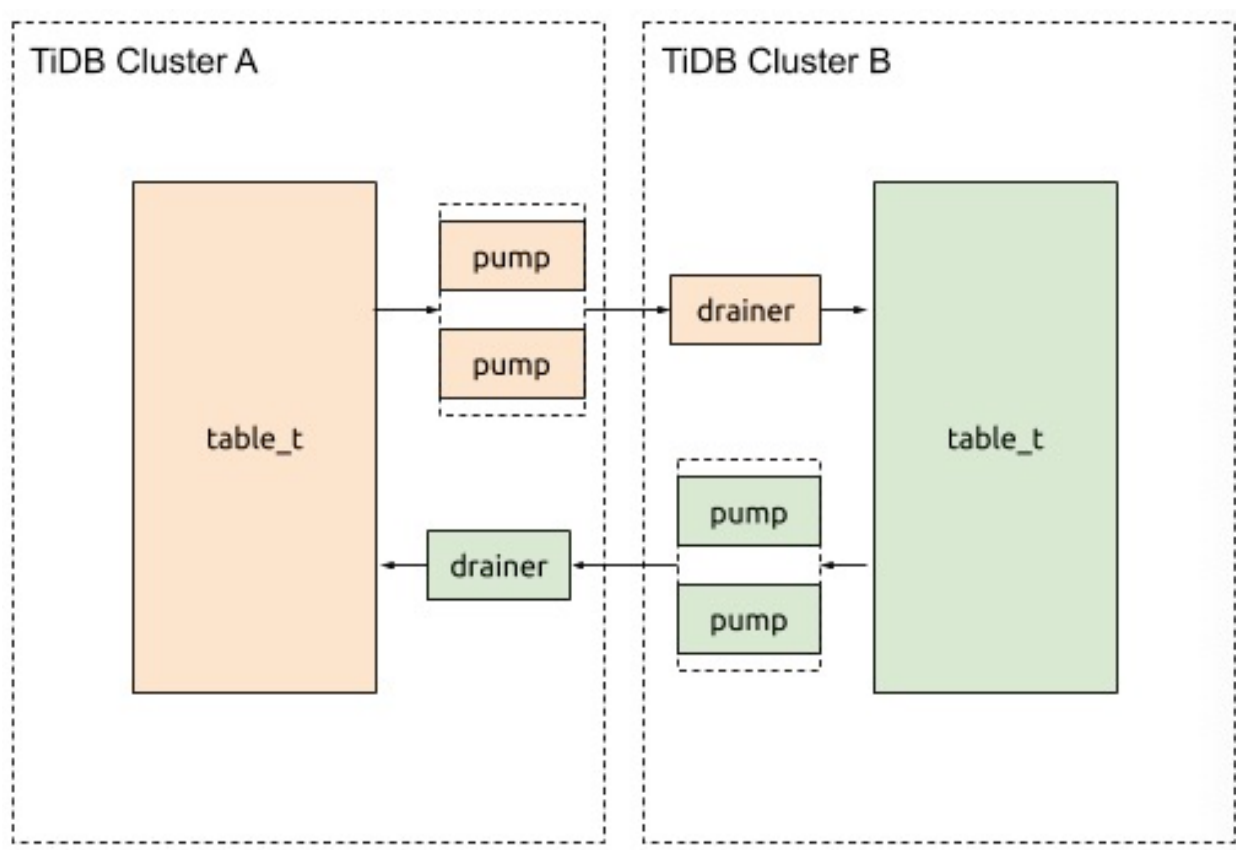 TiDB Cluster A
TiDB Cluster B
pump
pump
drainer
table_t
table_t
drainer
pump
pump